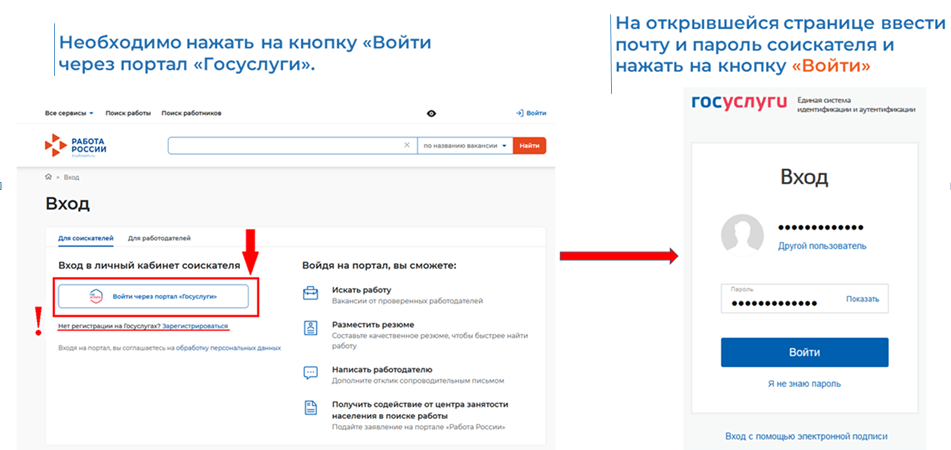 Необходимо нажать на кнопку «Войти
через портал «Госуслуги».
Все сервисы
Поиск работы
Поиск работников
Войти
РАБОТА
РОССИИ
по названию вакансии
Найти
» Вход
Вход
Для соискателей
Для работодателей
Вход в личный кабинет соискателя
Войти через портал «Госуслуги»
!
Нет регистрации на Госуслугах? Зарегистрироваться
Входя на портал, вы соглашаетесь на обработку персональных данных
Войдя на портал, вы сможете:
Искать работу
Вакансии от проверенных работодателей
Разместить резюме
Составьте качественное резюме, чтобы быстрее найти
работу
Написать работодателю
Дополните отклик сопроводительным письмом
Получить содействие от центра занятости
населения в поиске работы
Подайте заявление на портале «Работа России»
На открывшейся странице ввести
почту и пароль соискателя и
нажать на кнопку «Войти»
госуслуги
Единая система
идентификации и аутентификации
Вход
Другой пользователь
Пароль
Показать
Войти
Я не знаю пароль
Вход с помощью электронной подписи